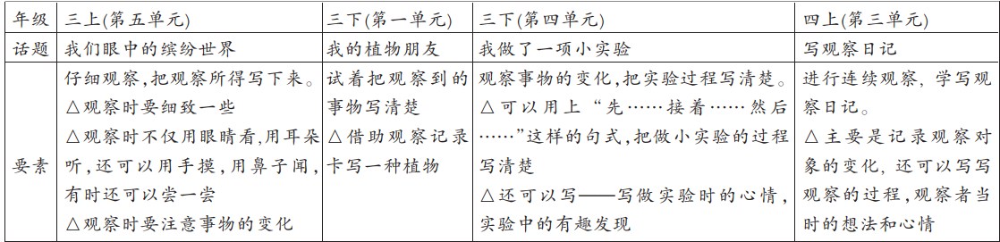 年级 三上(第五单元) 三下(第一单元) 三下(第四单元) 四上(第三单元)
话题 我们眼中的缤纷世界 我的植物朋友 我做了一项小实验 写观察日记
要素
仔细观察,把观察所得写下来。
△观察时要细致一些
△观察时不仅用眼睛看,用耳朵
听,还可以用手摸,用鼻子闻,
有时还可以尝一尝
△观察时要注意事物的变化
试着把观察到的
事物写清楚
△借助观察记录
卡写一种植物
观察事物的变化,把实验过程写清楚。
△可以用上“先……接着……然后
……”这样的句式,把做小实验的过程
写清楚
△还可以写——写做实验时的心情,
实验中的有趣发现
进行连续观察, 学写观
察日记。
△主要是记录观察对
象的变化, 还可以写写
观察的过程,观察者当
时的想法和心情